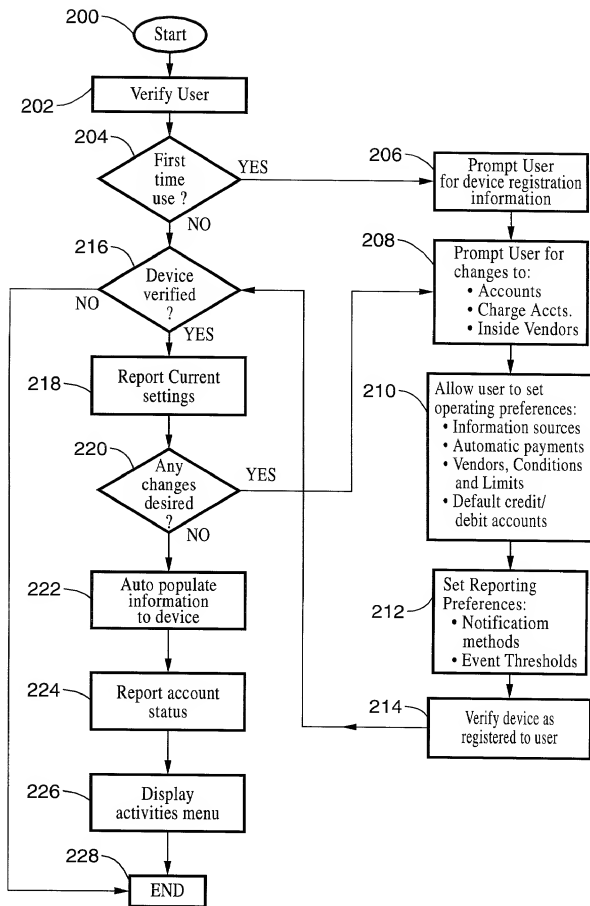 200
Start
202
Verify User
204
First
time
use ?
YES
NO
206
Prompt User
for device registration
information
208
Prompt User for
changes to:
• Accounts
• Charge Accts.
• Inside Vendors
210
Allow user to set
operating preferences:
• Information sources
• Automatic payments
• Vendors, Conditions
and Limits
• Default credit/
debit accounts
212
Set Reporting
Preferences:
• Notificatiom
methods
• Event Thresholds
214
Verify device as
registered to user
216
Device
verified
?
NO
YES
218
Report Current
settings
220
Any
changes
desired
?
YES
NO
222
Auto populate
information
to device
224
Report account
status
226
Display
activities menu
228
END